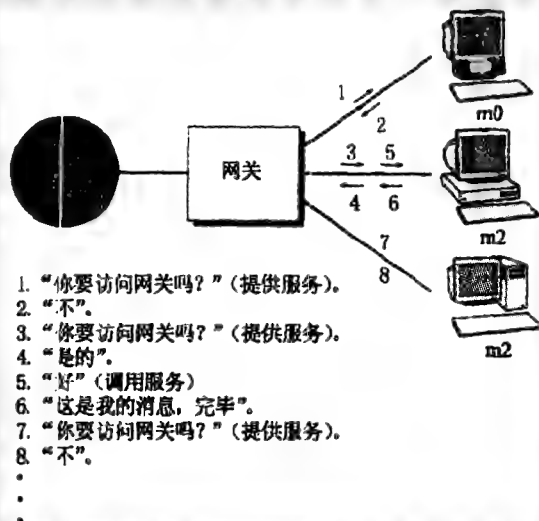 1
2
m0
网关
3 5
4 6
m2
7
8
m2
1. “你要访问网关吗？”（提供服务）。
2. “不”。
3. “你要访问网关吗？”（提供服务）。
4. “是的”。
5. “好”（调用服务）
6. “这是我的消息，完毕”。
7. “你要访问网关吗？”（提供服务）。
8. “不”。